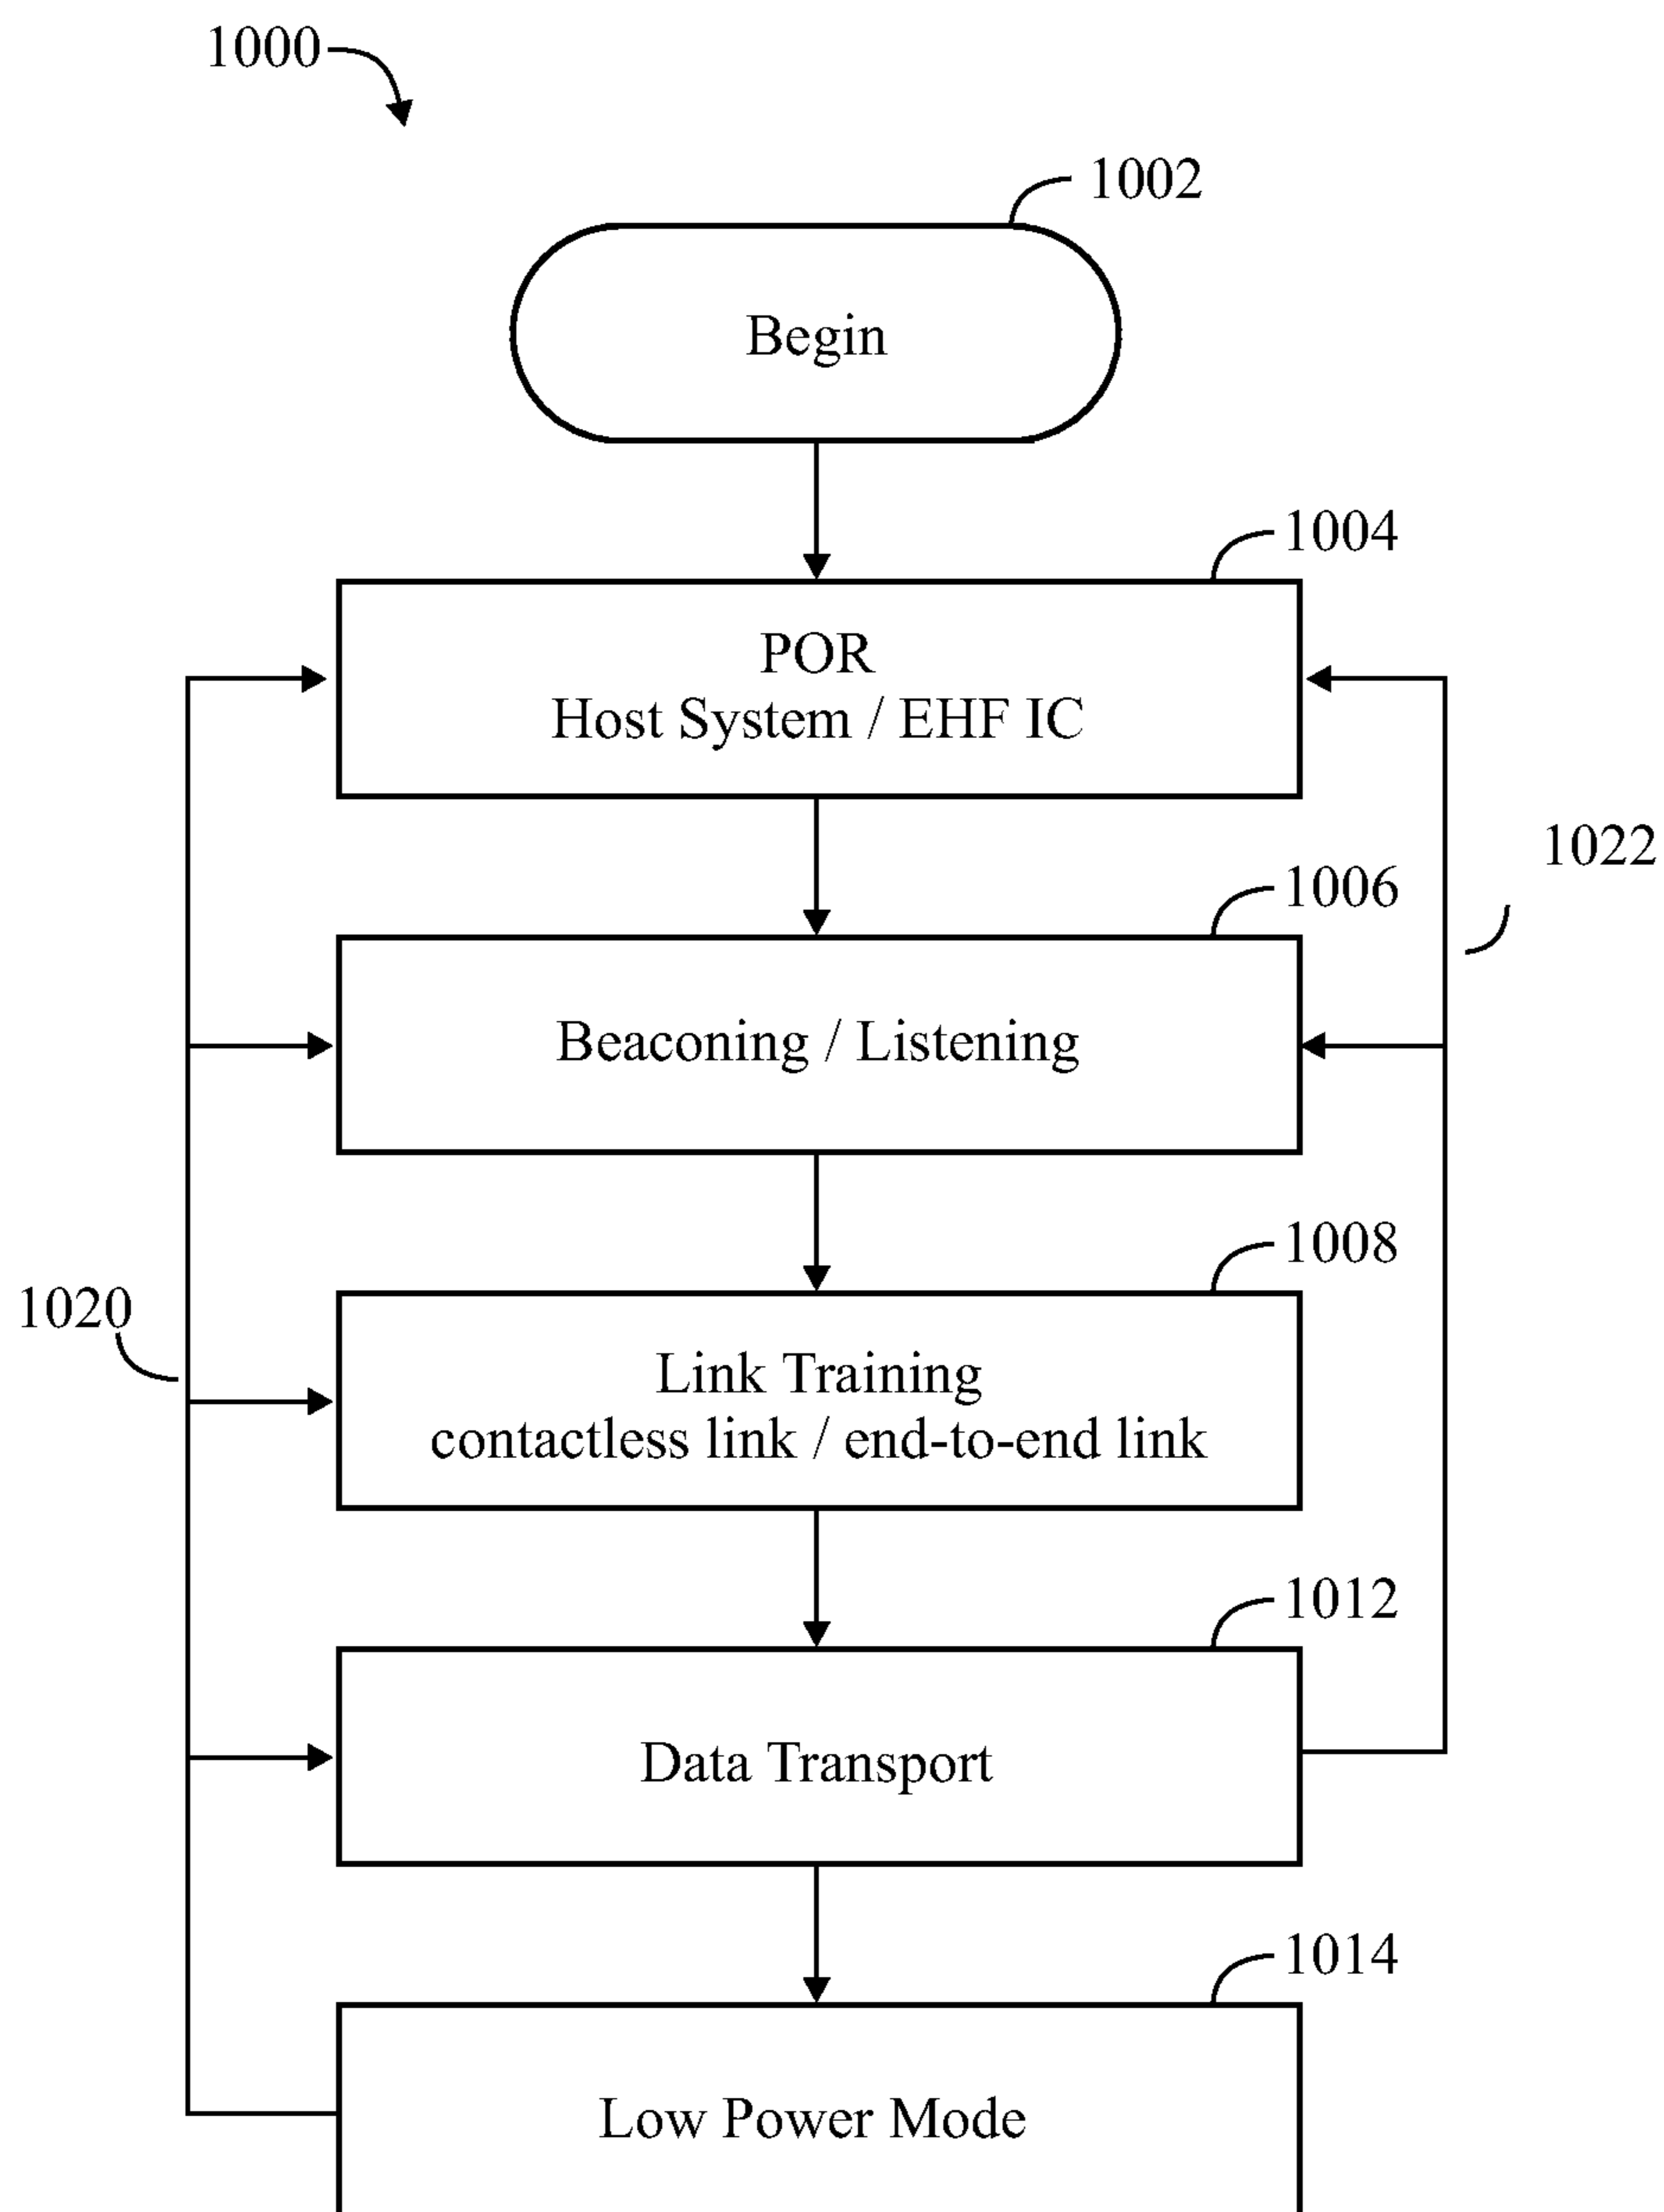 1000
1002
Begin
1004
POR
Host System / EHF IC
1022
1006
Beaconing / Listening
1008
1020
Link Training
contactless link / end-to-end link
1012
Data Transport
1014
Low Power Mode